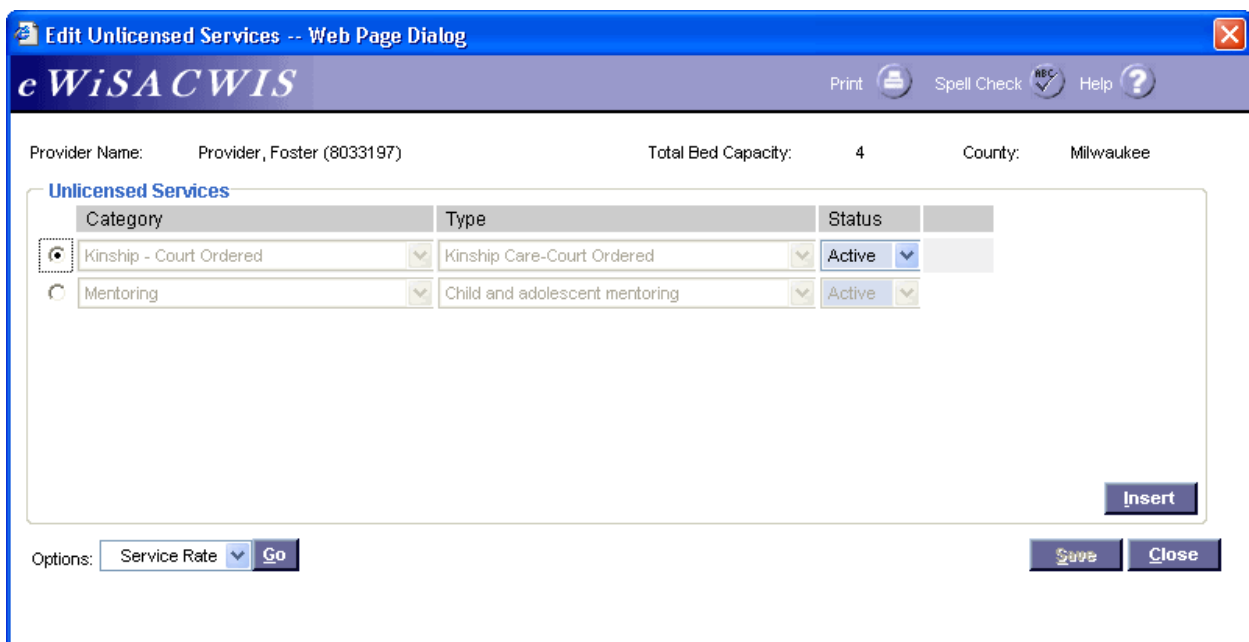 Edit Unlicensed Services -- Web Page Dialog
eWiSACWIS Print ABC Spell Check Help ?
Provider Name: Provider, Foster (8033197) Total Bed Capacity: 4 County: Milwaukee
Unlicensed Services
Category Type Status
Kinship - Court Ordered Kinship Care-Court Ordered Active
Mentoring Child and adolescent mentoring Active
Insert
Options: Service Rate Go Save Close